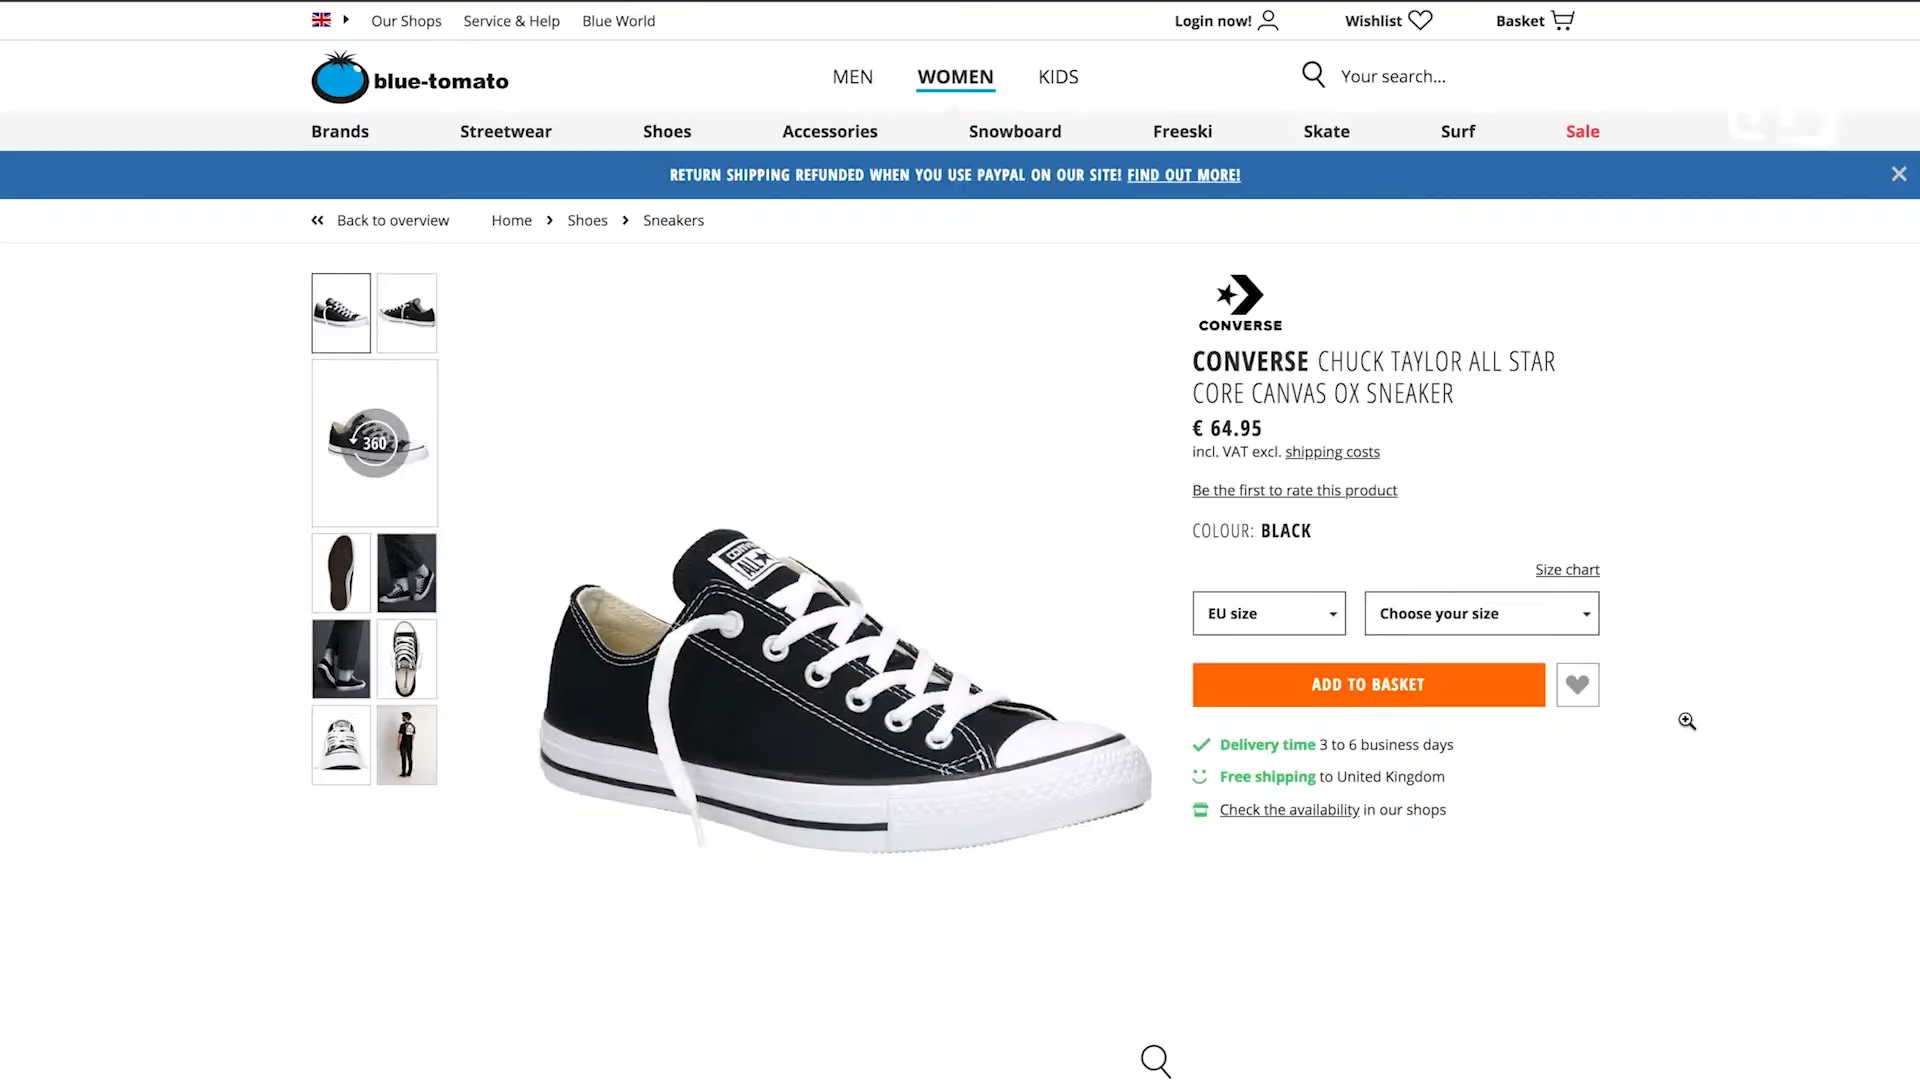 Our Shops Service & Help Blue World Login now! Wishlist Basket
blue-tomato MEN WOMEN KIDS Your search...
Brands Streetwear Shoes Accessories Snowboard Freeski Skate Surf Sale
RETURN SHIPPING REFUNDED WHEN YOU USE PAYPAL ON OUR SITE! FIND OUT MORE!
Back to overview Home Shoes Sneakers
CONVERSE
CONVERSE CHUCK TAYLOR ALL STAR
CORE CANVAS OX SNEAKER
€ 64.95
incl. VAT excl. shipping costs
Be the first to rate this product
COLOUR: BLACK
Size chart
EU size Choose your size
ADD TO BASKET
Delivery time 3 to 6 business days
Free shipping to United Kingdom
Check the availability in our shops
360
ALL